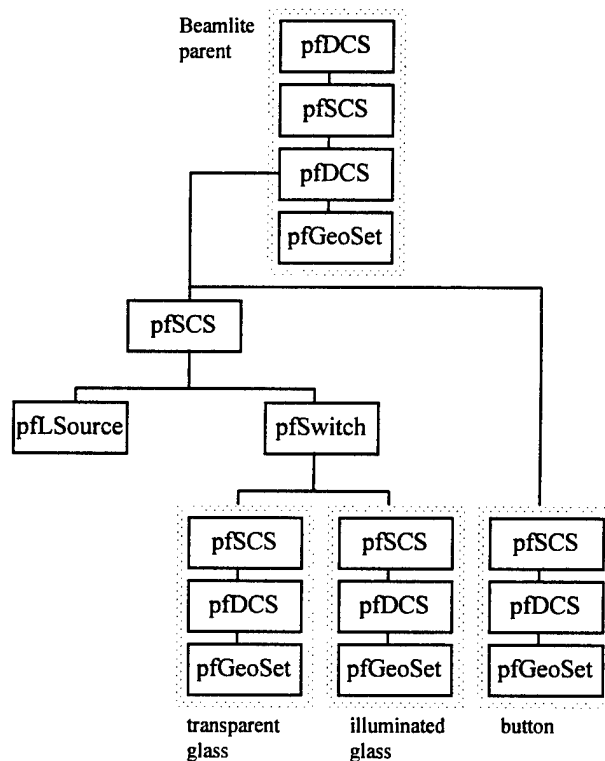 Beamlite
parent
pfDCS
pfSCS
pfDCS
pfGeoSet
pfSCS
pfLSource
pfSwitch
pfSCS
pfDCS
pfGeoSet
transparent
glass
pfSCS
pfDCS
pfGeoSet
illuminated
glass
pfSCS
pfDCS
pfGeoSet
button